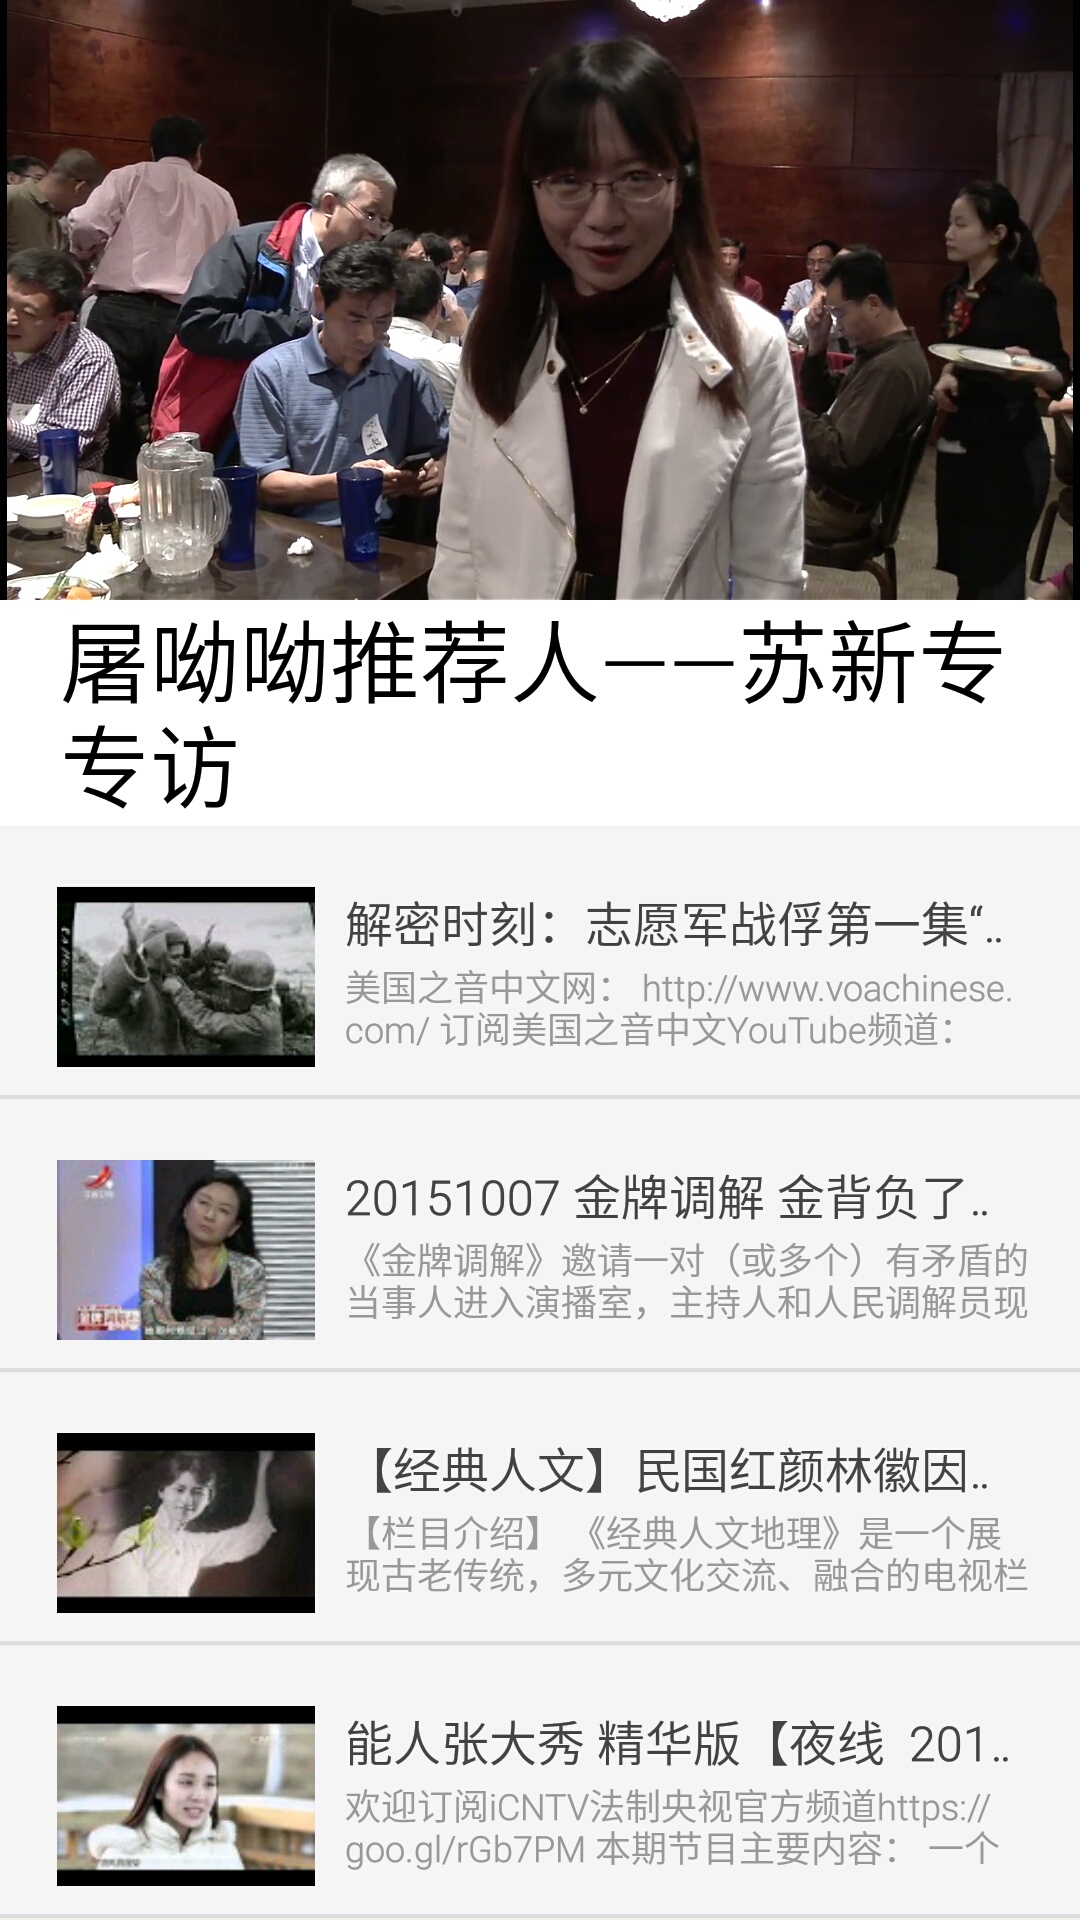 屠呦呦推荐人——苏新专
专访
解密时刻：志愿军战俘第一集“..
美国之音中文网： http://www.voachinese.
com/ 订阅美国之音中文YouTube频道：
20151007 金牌调解 金背负了..
《金牌调解》邀请一对（或多个）有矛盾的
当事人进入演播室，主持人和人民调解员现
【经典人文】民国红颜林徽因..
【栏目介绍】 《经典人文地理》是一个展
现古老传统，多元文化交流、融合的电视栏
能人张大秀 精华版【夜线 201..
欢迎订阅iCNTV法制央视官方频道https://
goo.gl/rGb7PM 本期节目主要内容： 一个